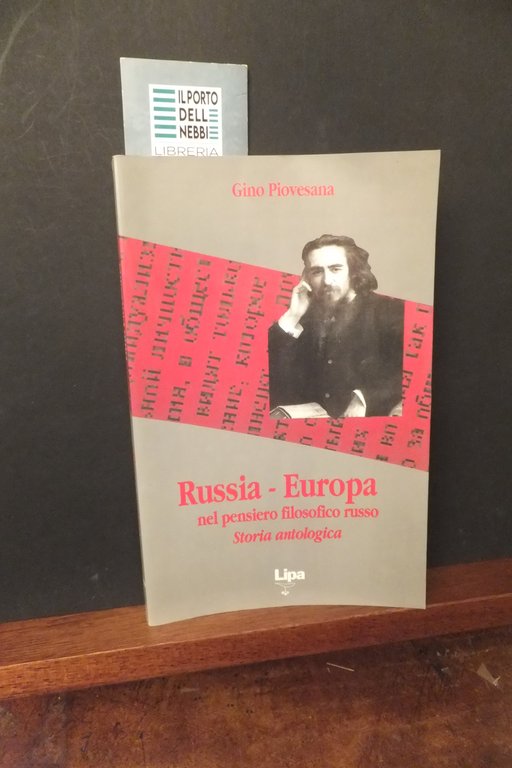 IL PORTO
DELLE
NEBBIE
LIBRERIA
Gino Piovesana
Russia - Europa
nel pensiero filosofico russo
Storia antologica
Lipa